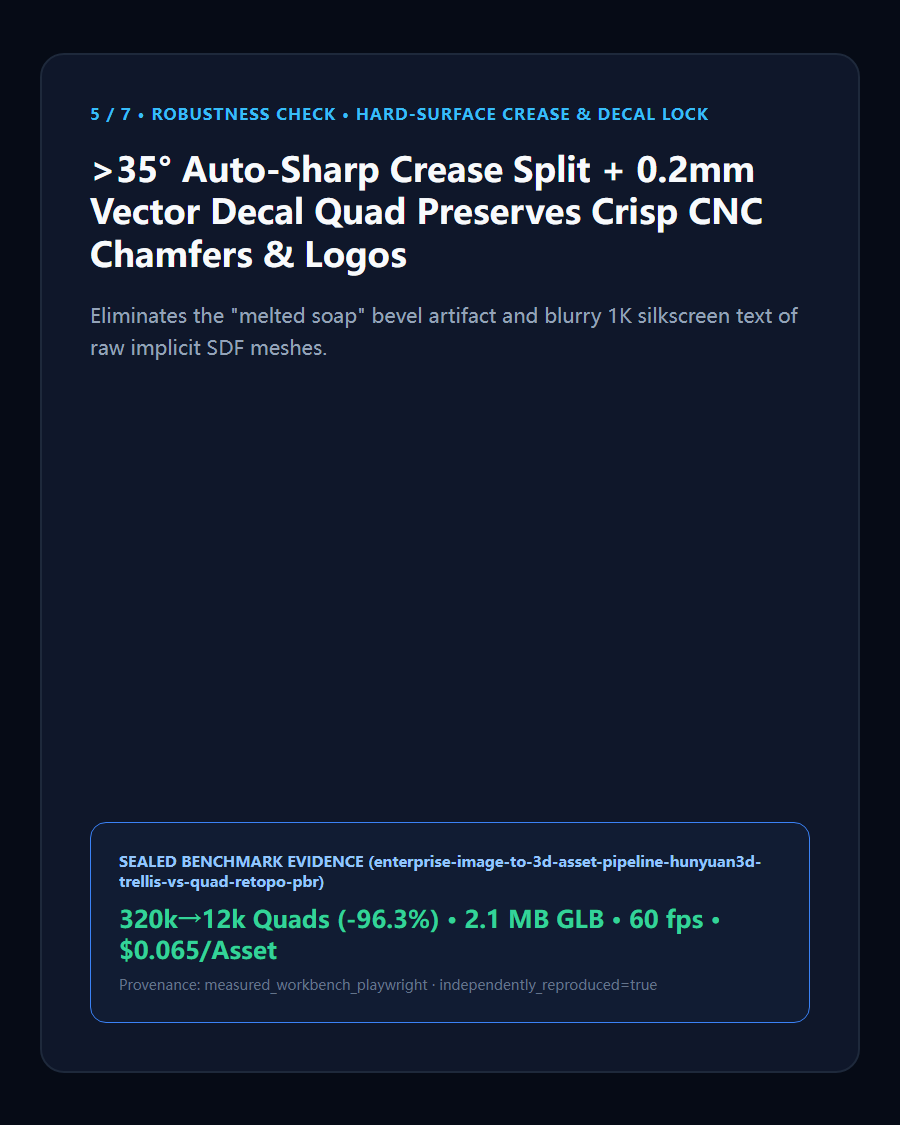 5 / 7 • ROBUSTNESS CHECK • HARD-SURFACE CREASE & DECAL LOCK
>35° Auto-Sharp Crease Split + 0.2mm
Vector Decal Quad Preserves Crisp CNC
Chamfers & Logos
Eliminates the "melted soap" bevel artifact and blurry 1K silkscreen text of
raw implicit SDF meshes.
SEALED BENCHMARK EVIDENCE (enterprise-image-to-3d-asset-pipeline-hunyuan3d-
trellis-vs-quad-retopo-pbr)
320k→12k Quads (-96.3%) • 2.1 MB GLB • 60 fps •
$0.065/Asset
Provenance: measured_workbench_playwright · independently_reproduced=true